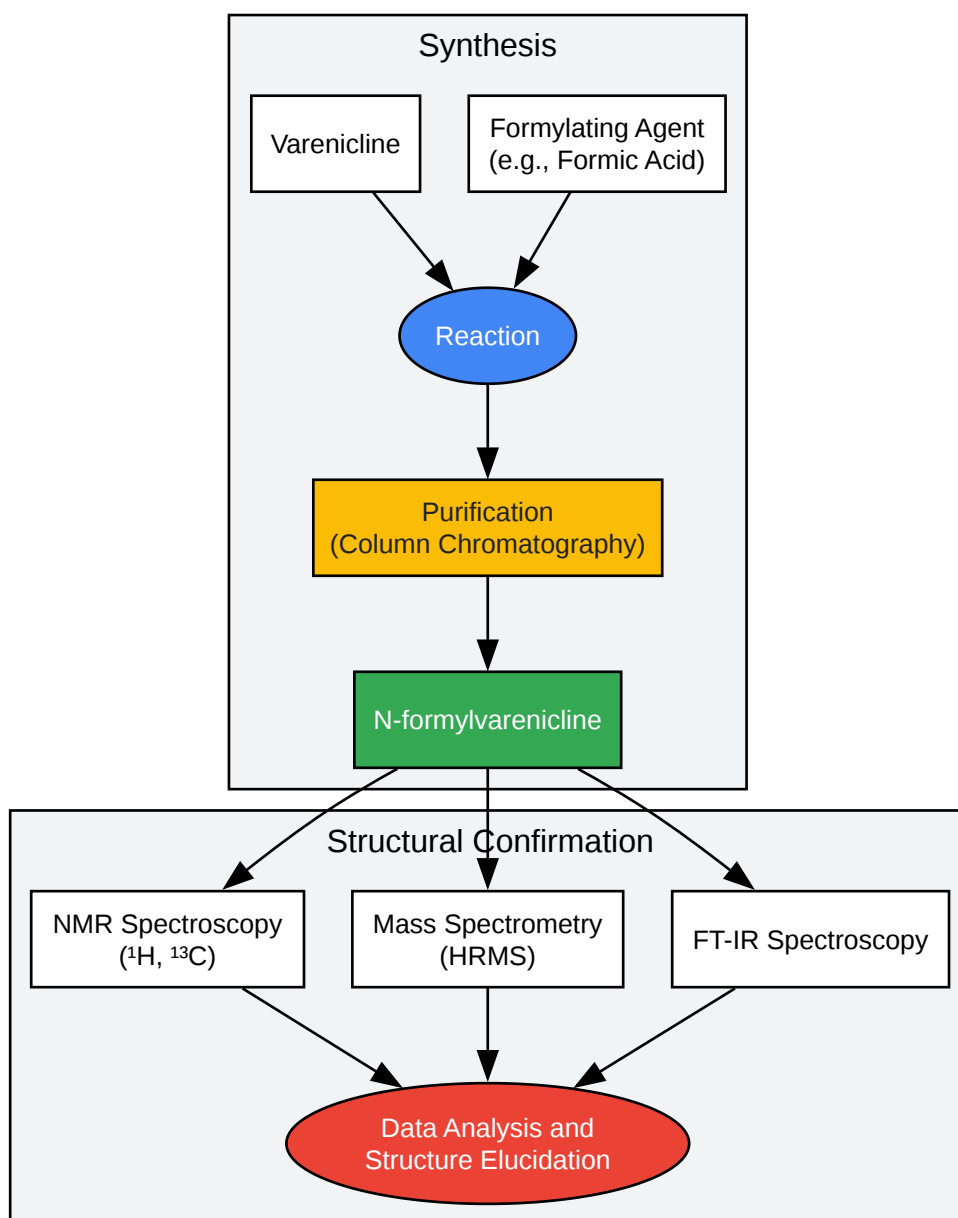 Synthesis
Varenicline
Formylating Agent
(e.g., Formic Acid)
Reaction
Purification
(Column Chromatography)
N-formylvarenicline
Structural Confirmation
NMR Spectroscopy
(¹H, ¹³C)
Mass Spectrometry
(HRMS)
FT-IR Spectroscopy
Data Analysis and
Structure Elucidation